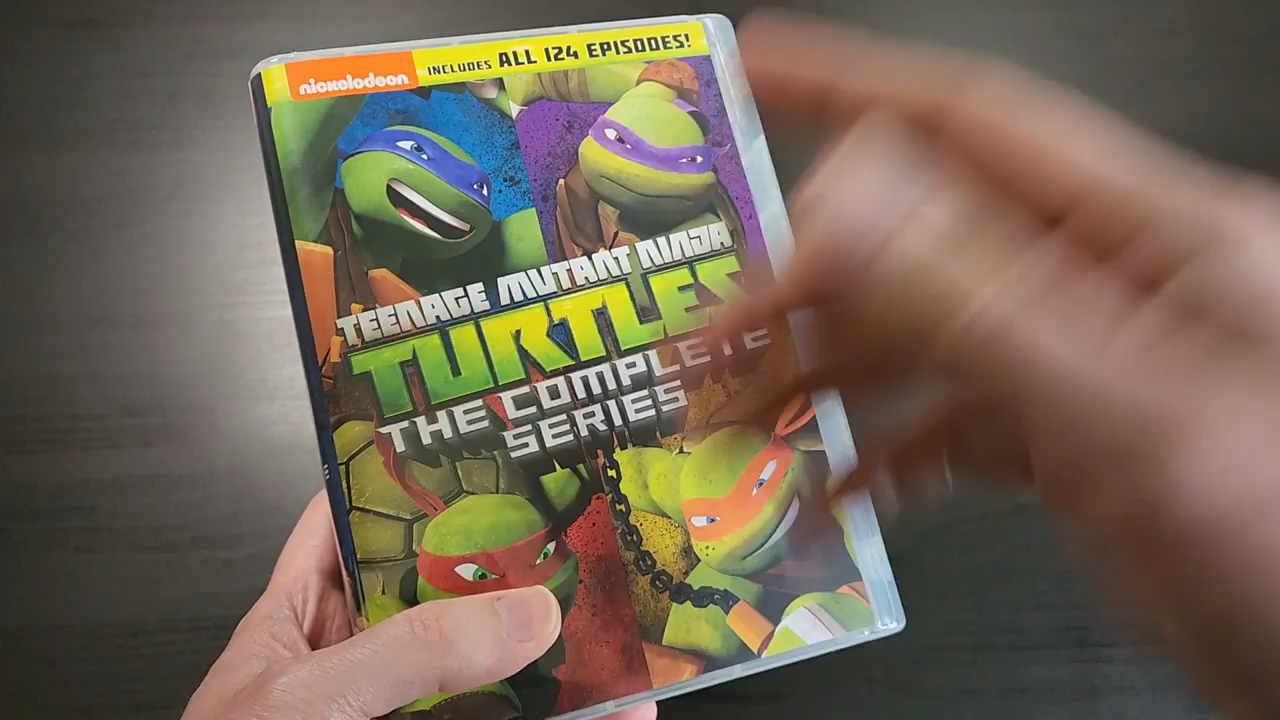 nickelodeon
INCLUDES ALL 124 EPISODES!
TEENAGE MUTANT NINJA
TURTLES
THE COMPLETE
SERIES